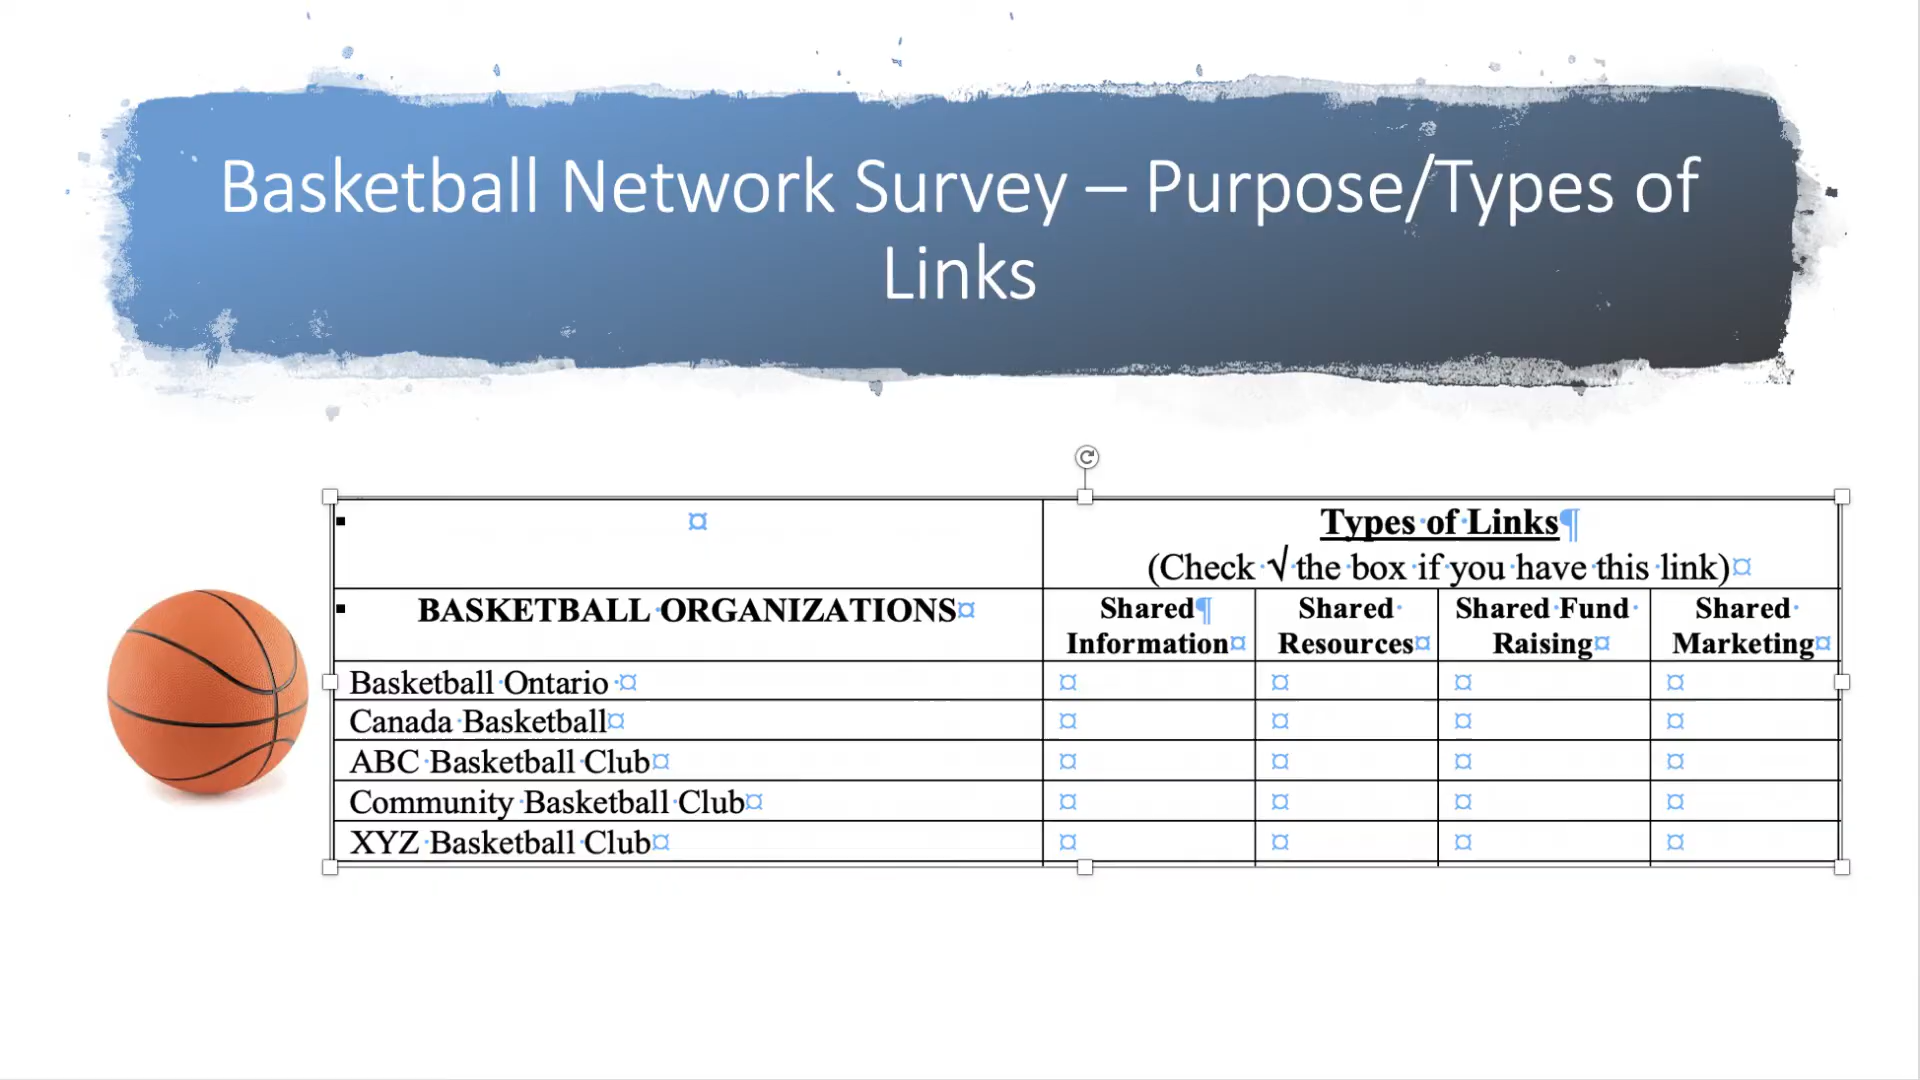 Basketball Network Survey – Purpose/Types of
Links
Types of Links
(Check √ the box if you have this link)
BASKETBALL ORGANIZATIONS
Shared
Information
Shared
Resources
Shared Fund
Raising
Shared
Marketing
Basketball Ontario
Canada Basketball
ABC Basketball Club
Community Basketball Club
XYZ Basketball Club